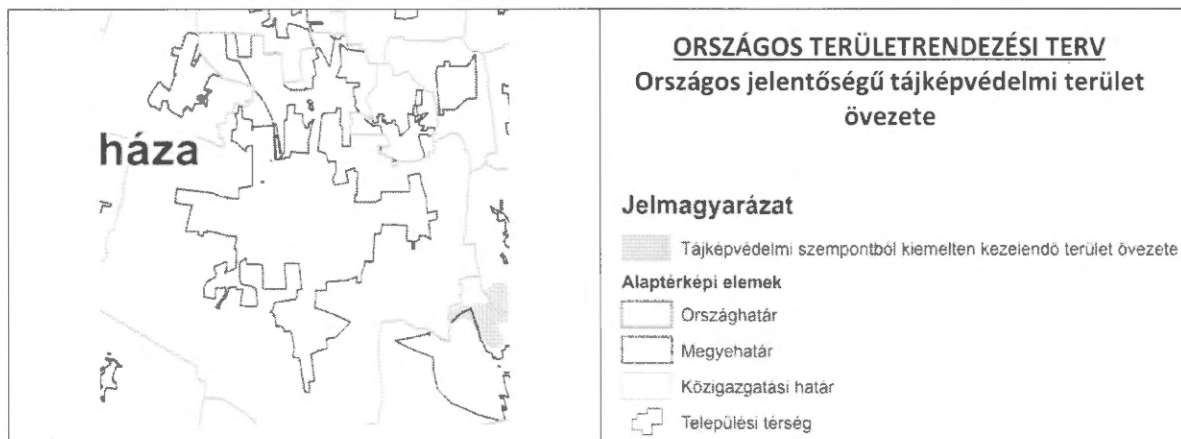 háza
ORSZÁGOS TERÜLETRENDEZÉSI TERV
Országos jelentőségű tájképvédelmi terület
övezete
Jelmagyarázat
Tájképvédelmi szempontból kiemelten kezelendő terület övezete
Alaptérképi elemek
Országhatár
Megyehatár
Közigazgatási határ
Települési térség